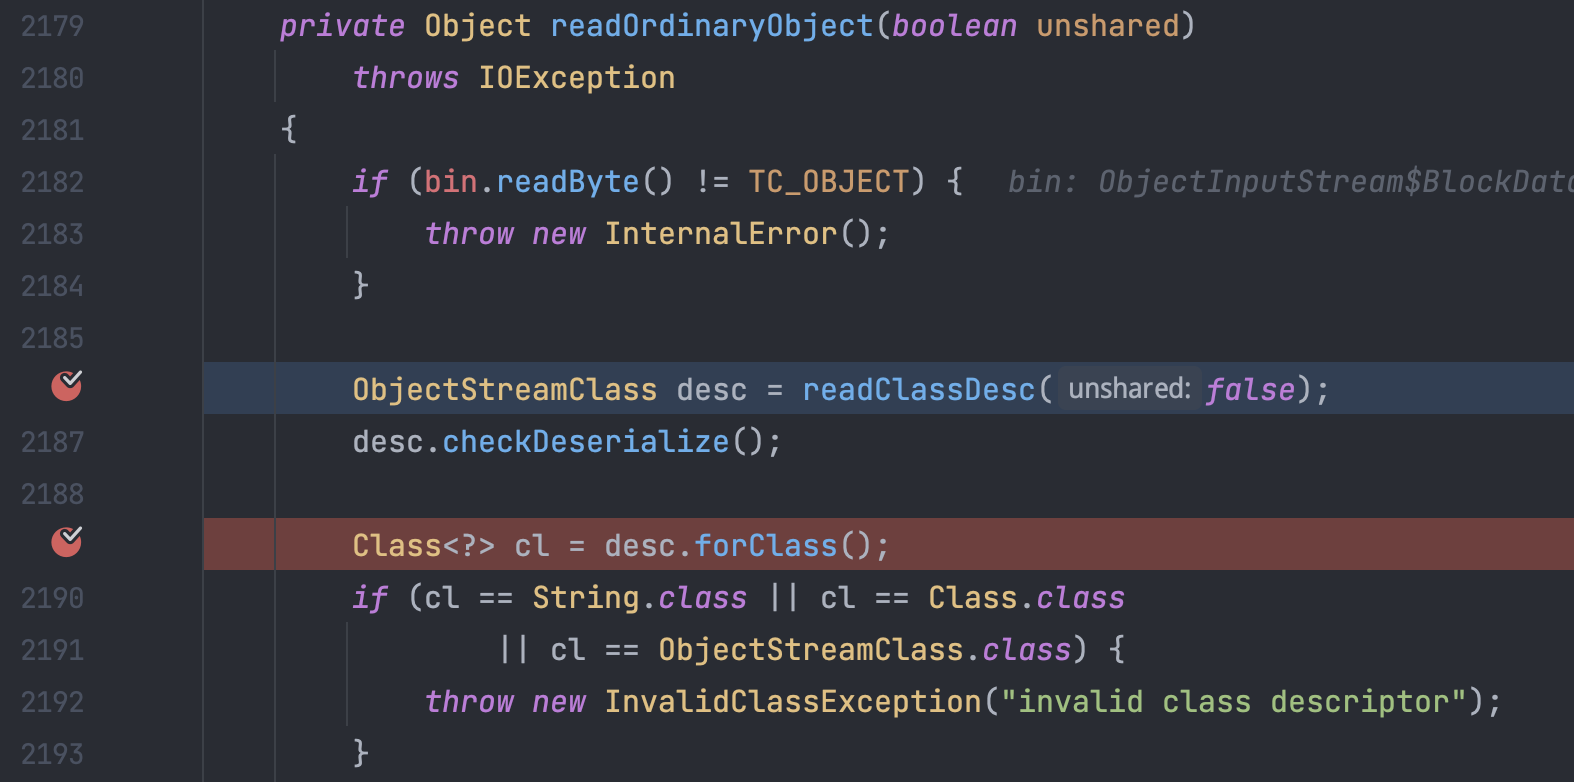 2179 private Object readOrdinaryObject(boolean unshared)
2180 throws IOException
2181 {
2182 if (bin.readByte() != TC_OBJECT) { bin: ObjectInputStream$BlockData
2183 throw new InternalError();
2184 }
2185
ObjectStreamClass desc = readClassDesc( unshared: false);
2187 desc.checkDeserialize();
2188
Class<?> cl = desc.forClass();
2190 if (cl == String.class || cl == Class.class
2191 || cl == ObjectStreamClass.class) {
2192 throw new InvalidClassException("invalid class descriptor");
2193 }